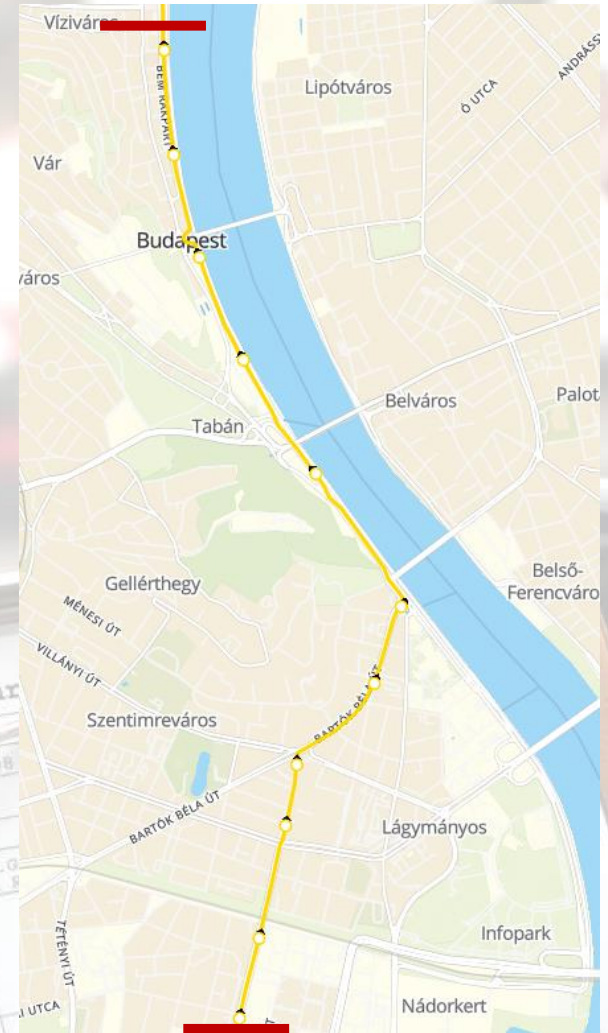 Víziváros
Lipótváros
ANDRÁSSY
Ó UTCA
BEM RAKPART
Vár
Budapest
város
Belváros
Palot
Tabán
Belső-
Ferencváro
Gellérthegy
MÉNESI ÚT
VILLÁNYI ÚT
BARTÓK BÉLA ÚT
Szentimreváros
Lágymányos
BARTÓK BÉLA ÚT
TÉTÉNYI ÚT
Infopark
Nádorkert
UTCA